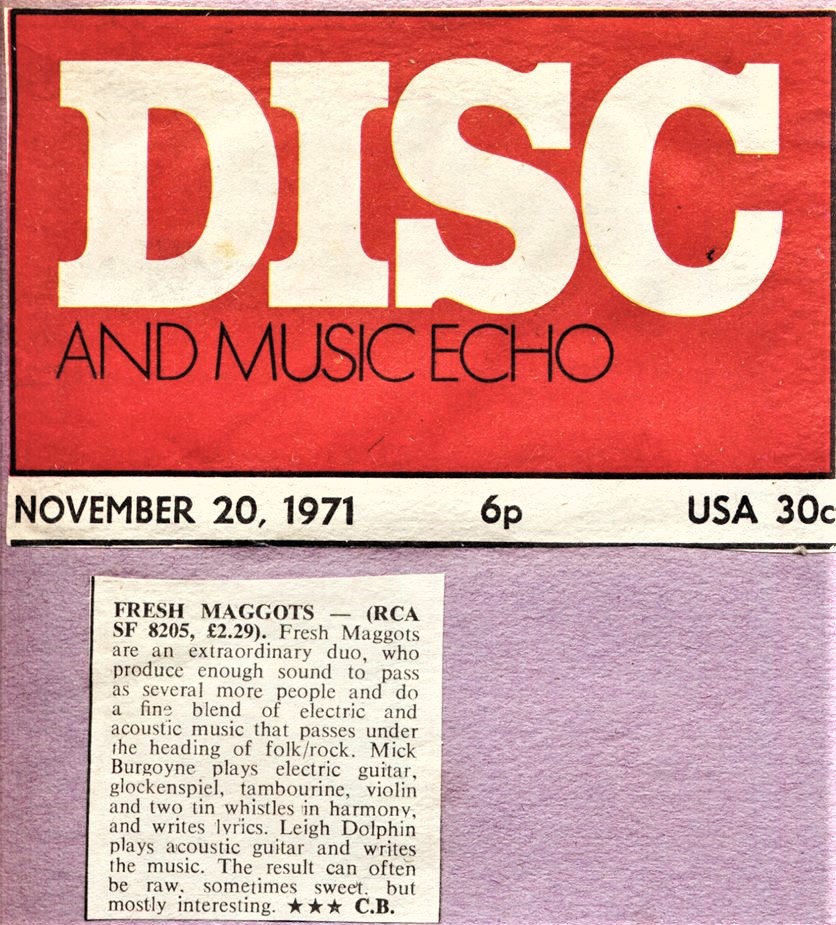 DISC
AND MUSIC ECHO
NOVEMBER 20, 1971 6p USA 30c
FRESH MAGGOTS — (RCA
SF 8205, £2.29). Fresh Maggots
are an extraordinary duo, who
produce enough sound to pass
as several more people and do
a fine blend of electric and
acoustic music that passes under
the heading of folk/rock. Mick
Burgoyne plays electric guitar,
glockenspiel, tambourine, violin
and two tin whistles in harmony,
and writes lyrics. Leigh Dolphin
plays acoustic guitar and writes
the music. The result can often
be raw, sometimes sweet, but
mostly interesting. ★★★ C.B.